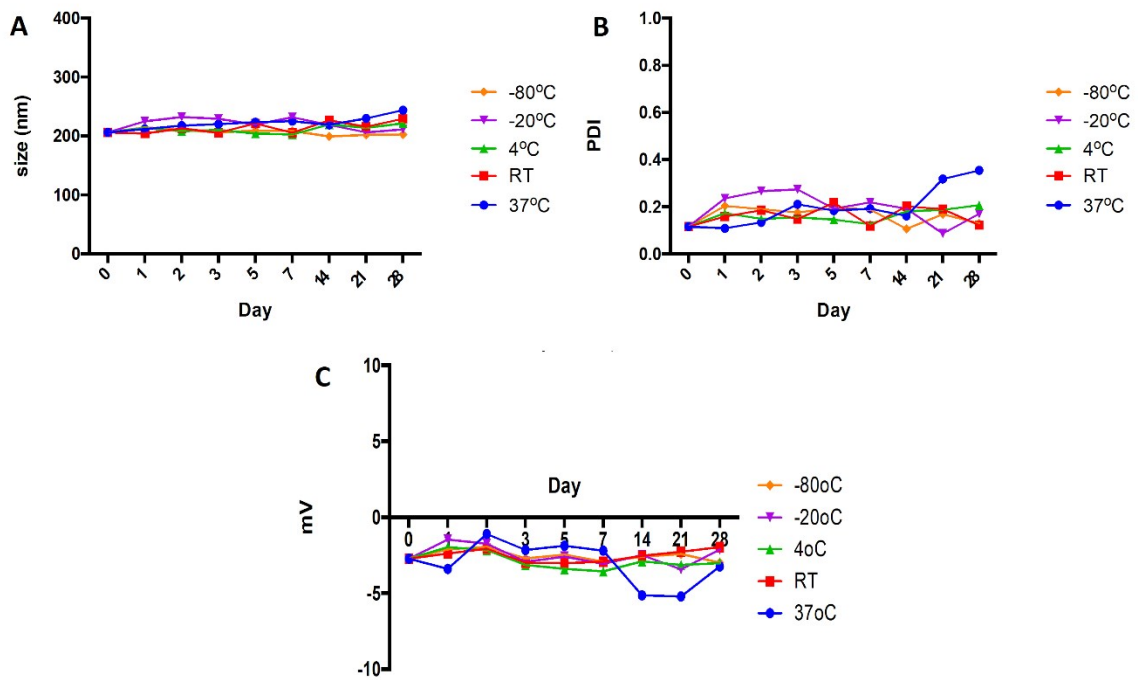 A
400
300
200
100
0
size (nm)
0 1 2 3 5 7 14 21 28
Day
-80ºC
-20ºC
4ºC
RT
37ºC
B
1.0
0.8
0.6
0.4
0.2
0.0
PDI
0 1 2 3 5 7 14 21 28
Day
-80ºC
-20ºC
4ºC
RT
37ºC
C
10
5
0
-5
-10
mV
Day
0 3 5 7 14 21 28
-80oC
-20oC
4oC
RT
37oC